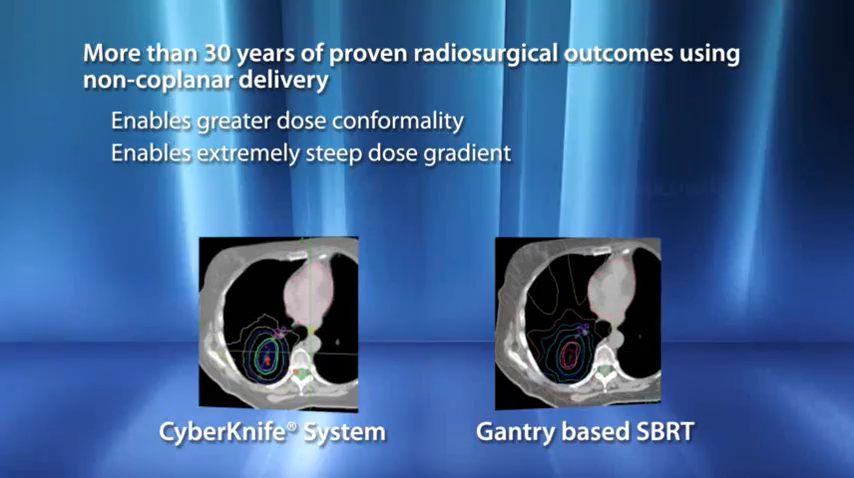 More than 30 years of proven radiosurgical outcomes using
non-coplanar delivery
Enables greater dose conformality
Enables extremely steep dose gradient
CyberKnife® System
Gantry based SBRT